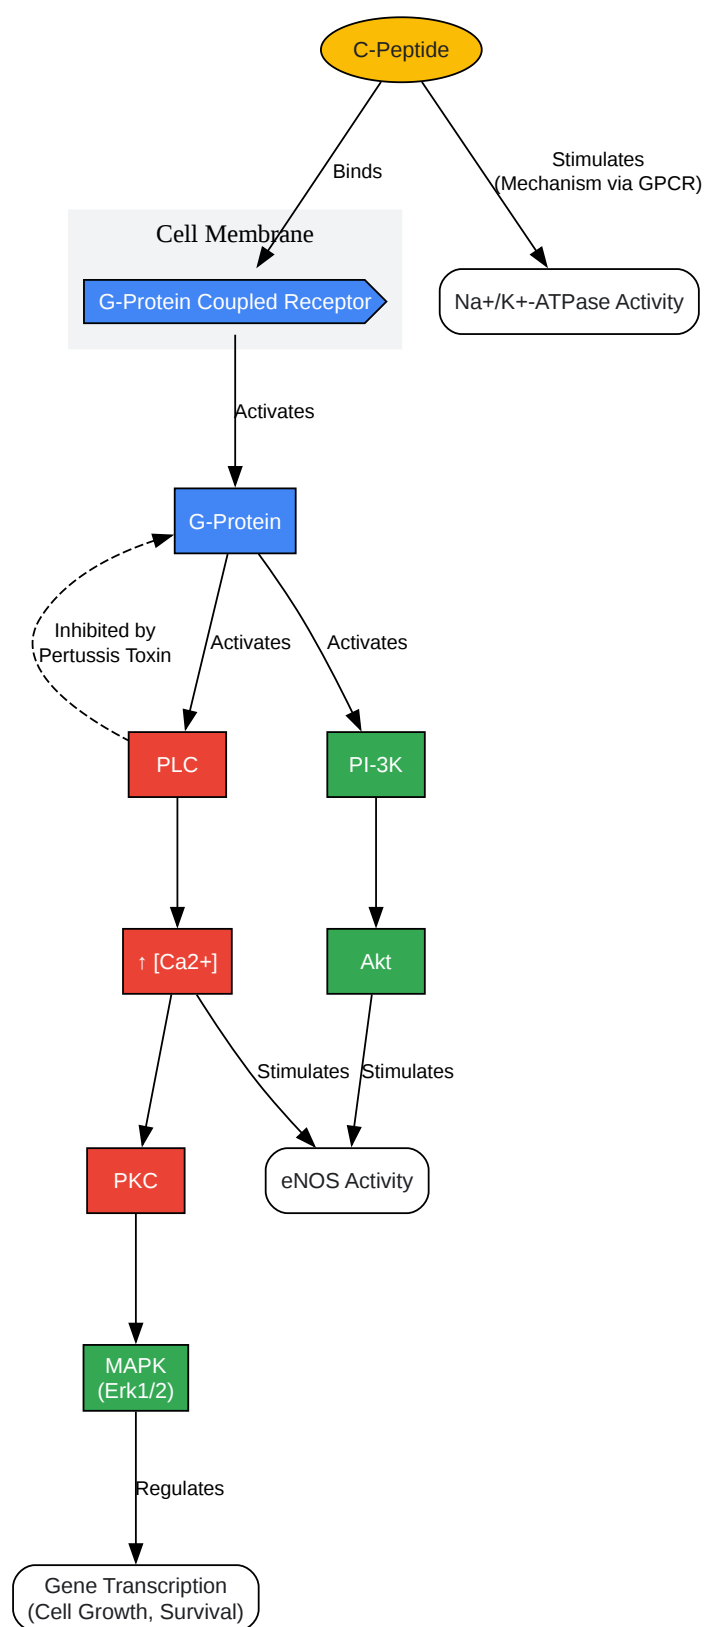 C-Peptide
Binds
Stimulates
(Mechanism via GPCR)
Cell Membrane
G-Protein Coupled Receptor
Na+/K+-ATPase Activity
Activates
G-Protein
Inhibited by
Pertussis Toxin
Activates
Activates
PLC
PI-3K
↑ [Ca2+]
Akt
Stimulates
Stimulates
PKC
eNOS Activity
MAPK
(Erk1/2)
Regulates
Gene Transcription
(Cell Growth, Survival)